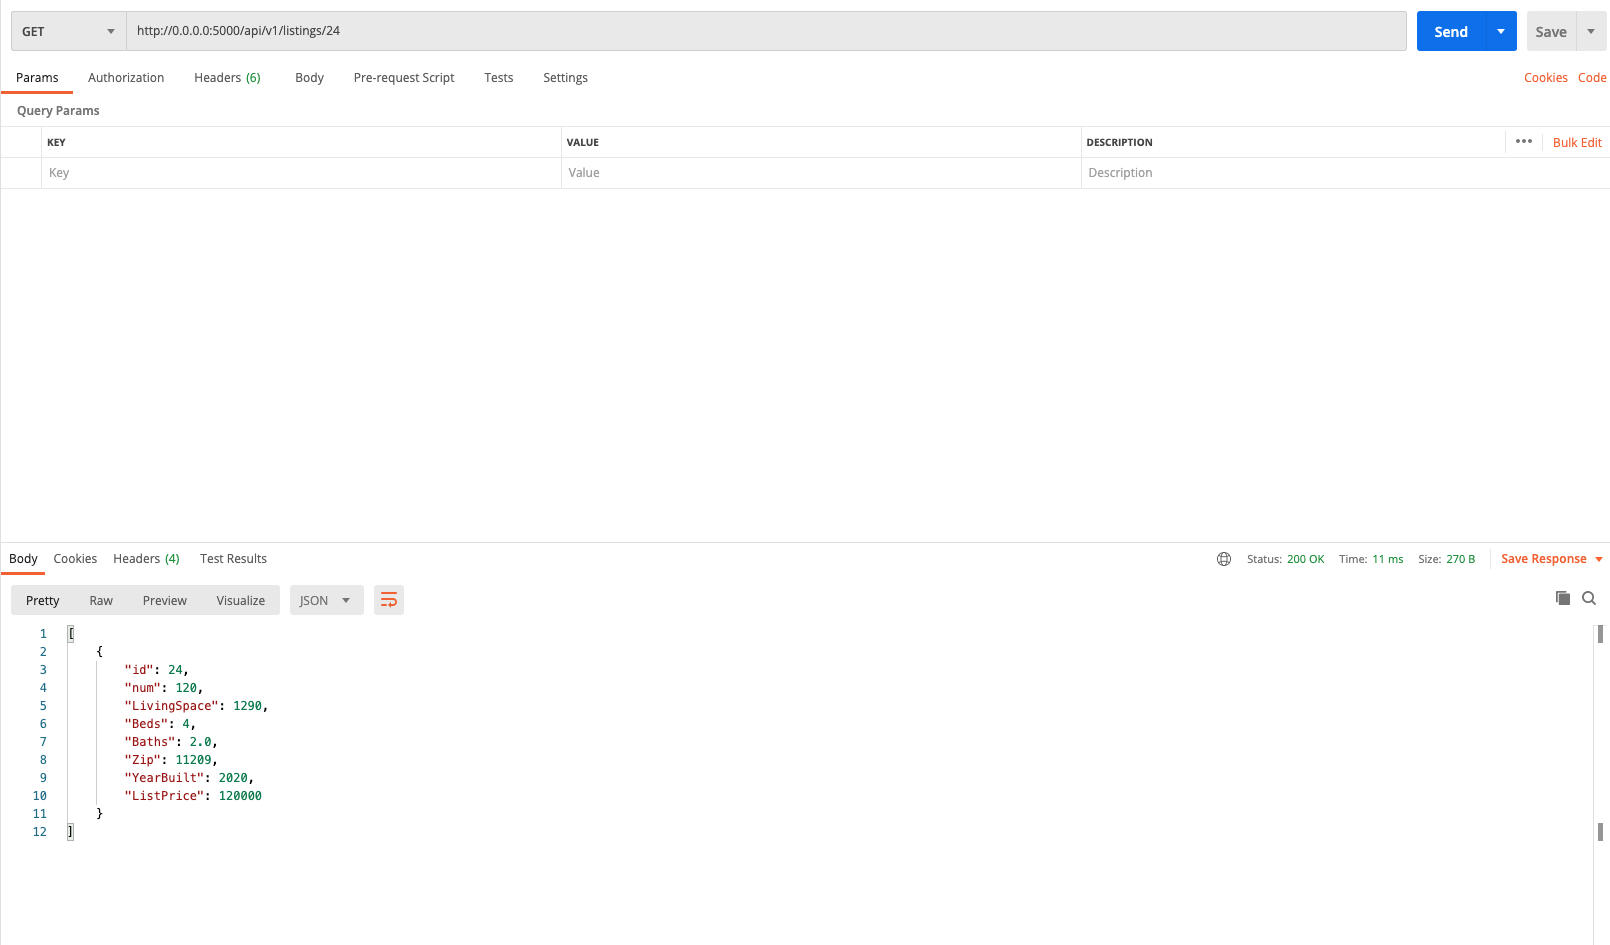 GET http://0.0.0.0:5000/api/v1/listings/24 Send Save
Params Authorization Headers (6) Body Pre-request Script Tests Settings Cookies Code
Query Params
KEY VALUE DESCRIPTION ••• Bulk Edit
Key Value Description
Body Cookies Headers (4) Test Results Status: 200 OK Time: 11 ms Size: 270 B Save Response
Pretty Raw Preview Visualize JSON
1 [
2 {
3 "id": 24,
4 "num": 120,
5 "LivingSpace": 1290,
6 "Beds": 4,
7 "Baths": 2.0,
8 "Zip": 11209,
9 "YearBuilt": 2020,
10 "ListPrice": 120000
11 }
12 ]